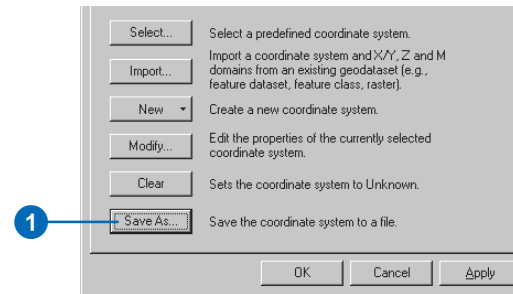 Select... Select a predefined coordinate system.
Import a coordinate system and X/Y, Z and M
Import... domains from an existing geodataset (e.g.,
feature dataset, feature class, raster).
New Create a new coordinate system.
Edit the properties of the currently selected
Modify... coordinate system.
Clear Sets the coordinate system to Unknown.
1 Save As... Save the coordinate system to a file.
OK Cancel Apply